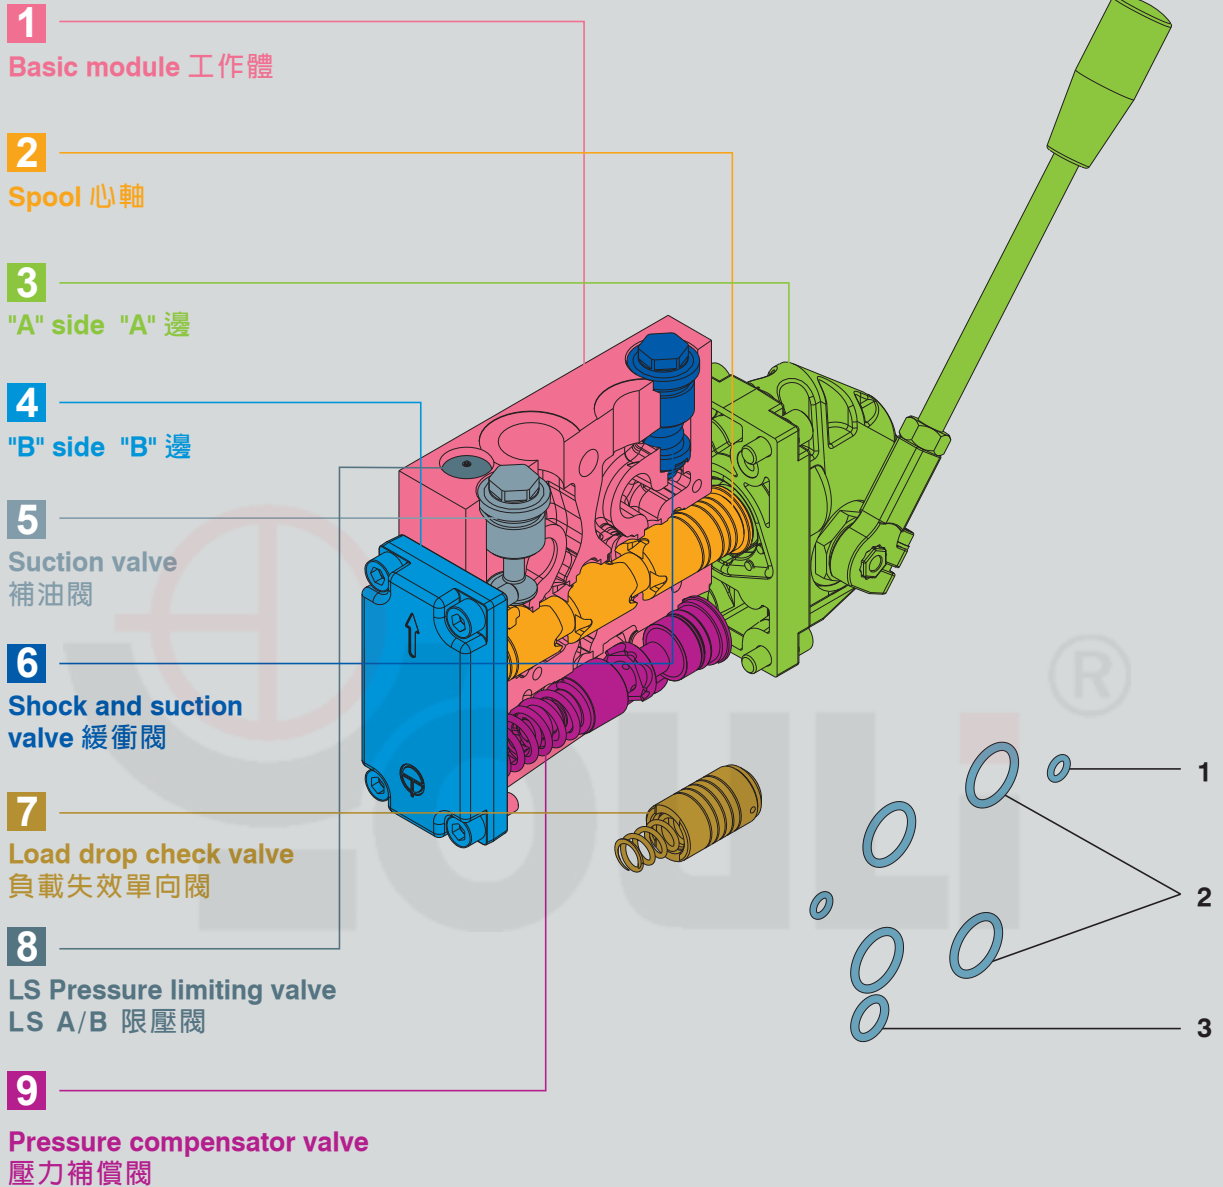 1
Basic module 工作體
2
Spool 心軸
3
"A" side "A" 邊
4
"B" side "B" 邊
5
Suction valve
補油閥
6
Shock and suction
valve 緩衝閥
7
Load drop check valve
負載失效單向閥
8
LS Pressure limiting valve
LS A/B 限壓閥
9
Pressure compensator valve
壓力補償閥
1
2
3
YOULi ®